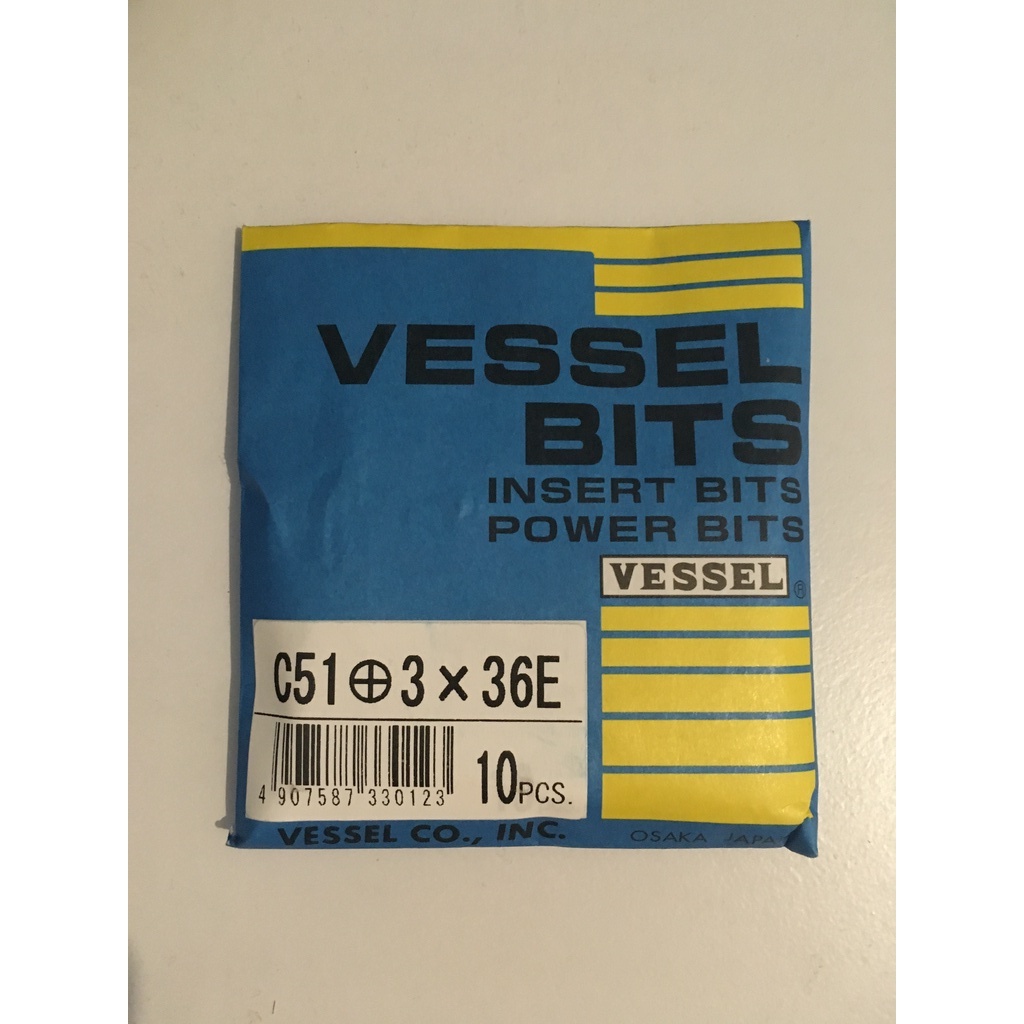 VESSEL
BITS
INSERT BITS
POWER BITS
VESSEL®
C51⊕3×36E
4 907587 330123
10PCS.
VESSEL CO., INC.
OSAKA JAPA